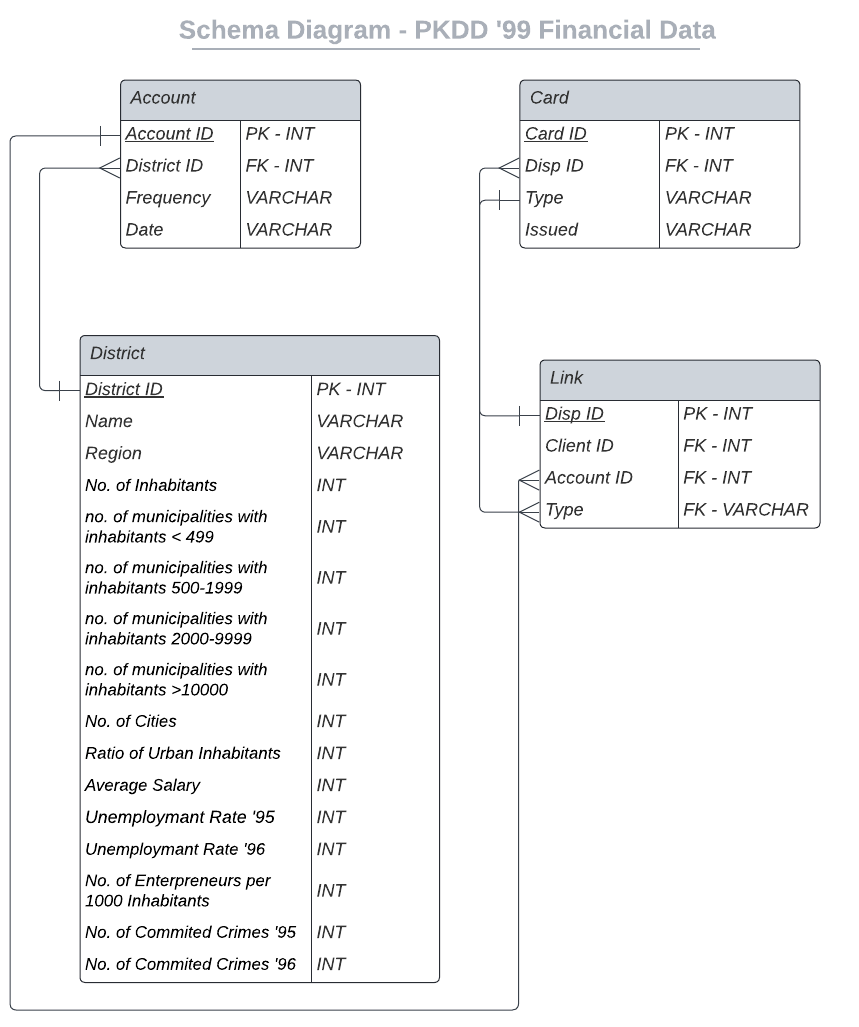 Schema Diagram - PKDD '99 Financial Data
Account
Account ID PK - INT
District ID FK - INT
Frequency VARCHAR
Date VARCHAR
Card
Card ID PK - INT
Disp ID FK - INT
Type VARCHAR
Issued VARCHAR
District
District ID PK - INT
Name VARCHAR
Region VARCHAR
No. of Inhabitants INT
no. of municipalities with
inhabitants < 499 INT
no. of municipalities with
inhabitants 500-1999 INT
no. of municipalities with
inhabitants 2000-9999 INT
no. of municipalities with
inhabitants >10000 INT
No. of Cities INT
Ratio of Urban Inhabitants INT
Average Salary INT
Unemploymant Rate '95 INT
Unemploymant Rate '96 INT
No. of Enterpreneurs per
1000 Inhabitants INT
No. of Commited Crimes '95 INT
No. of Commited Crimes '96 INT
Link
Disp ID PK - INT
Client ID FK - INT
Account ID FK - INT
Type FK - VARCHAR